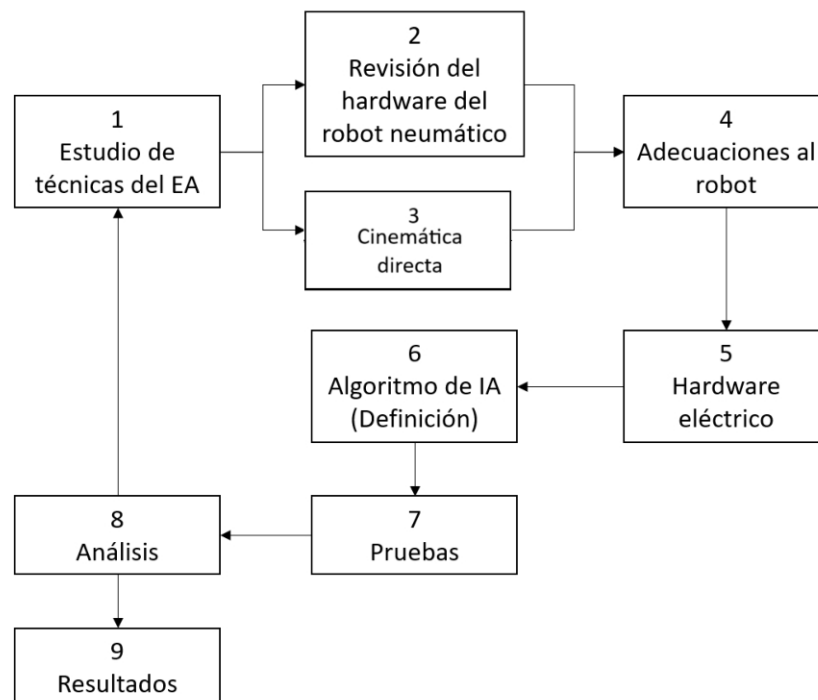 1
Estudio de
técnicas del EA
2
Revisión del
hardware del
robot neumático
3
Cinemática
directa
4
Adecuaciones al
robot
5
Hardware
eléctrico
6
Algoritmo de IA
(Definición)
7
Pruebas
8
Análisis
9
Resultados